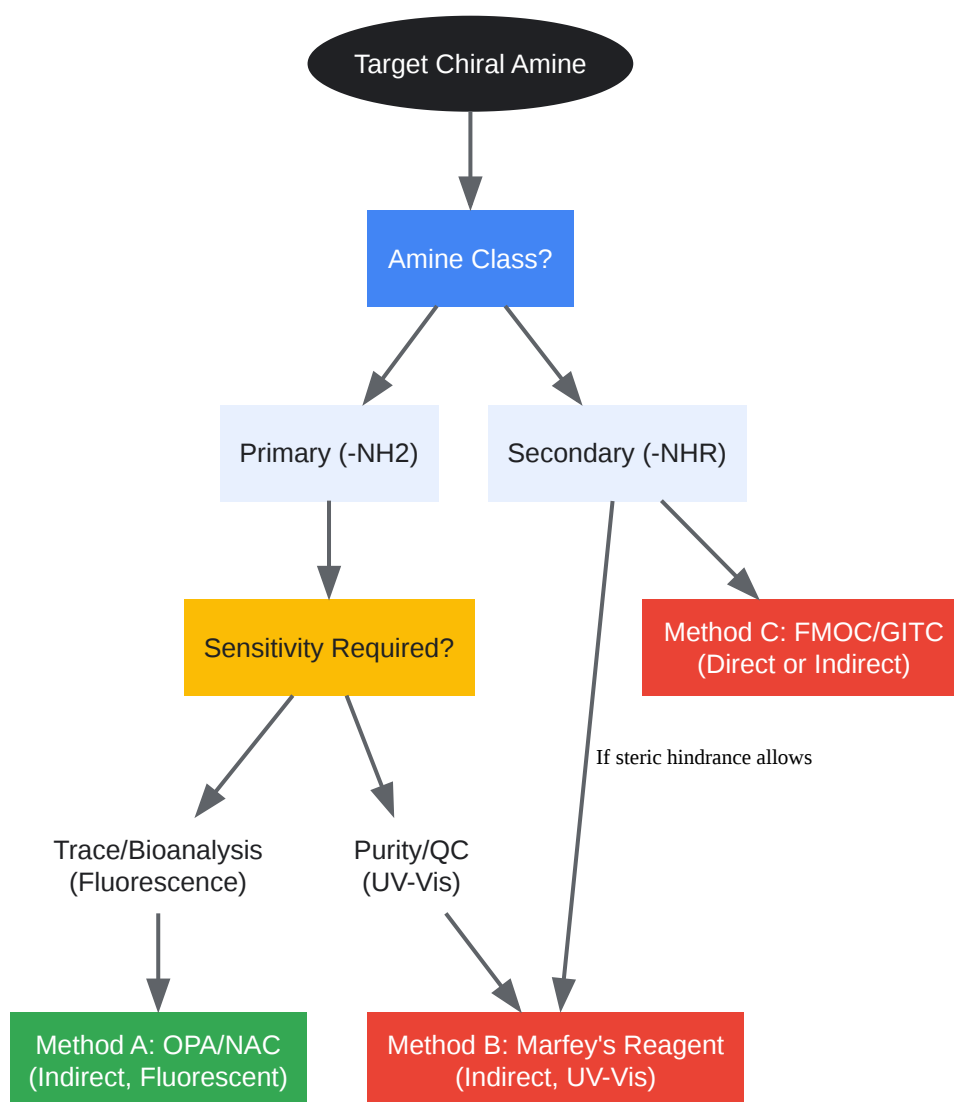 Target Chiral Amine
Amine Class?
Primary (-NH2)
Secondary (-NHR)
Sensitivity Required?
Method C: FMOC/GITC
(Direct or Indirect)
If steric hindrance allows
Trace/Bioanalysis
(Fluorescence)
Purity/QC
(UV-Vis)
Method A: OPA/NAC
(Indirect, Fluorescent)
Method B: Marfey's Reagent
(Indirect, UV-Vis)